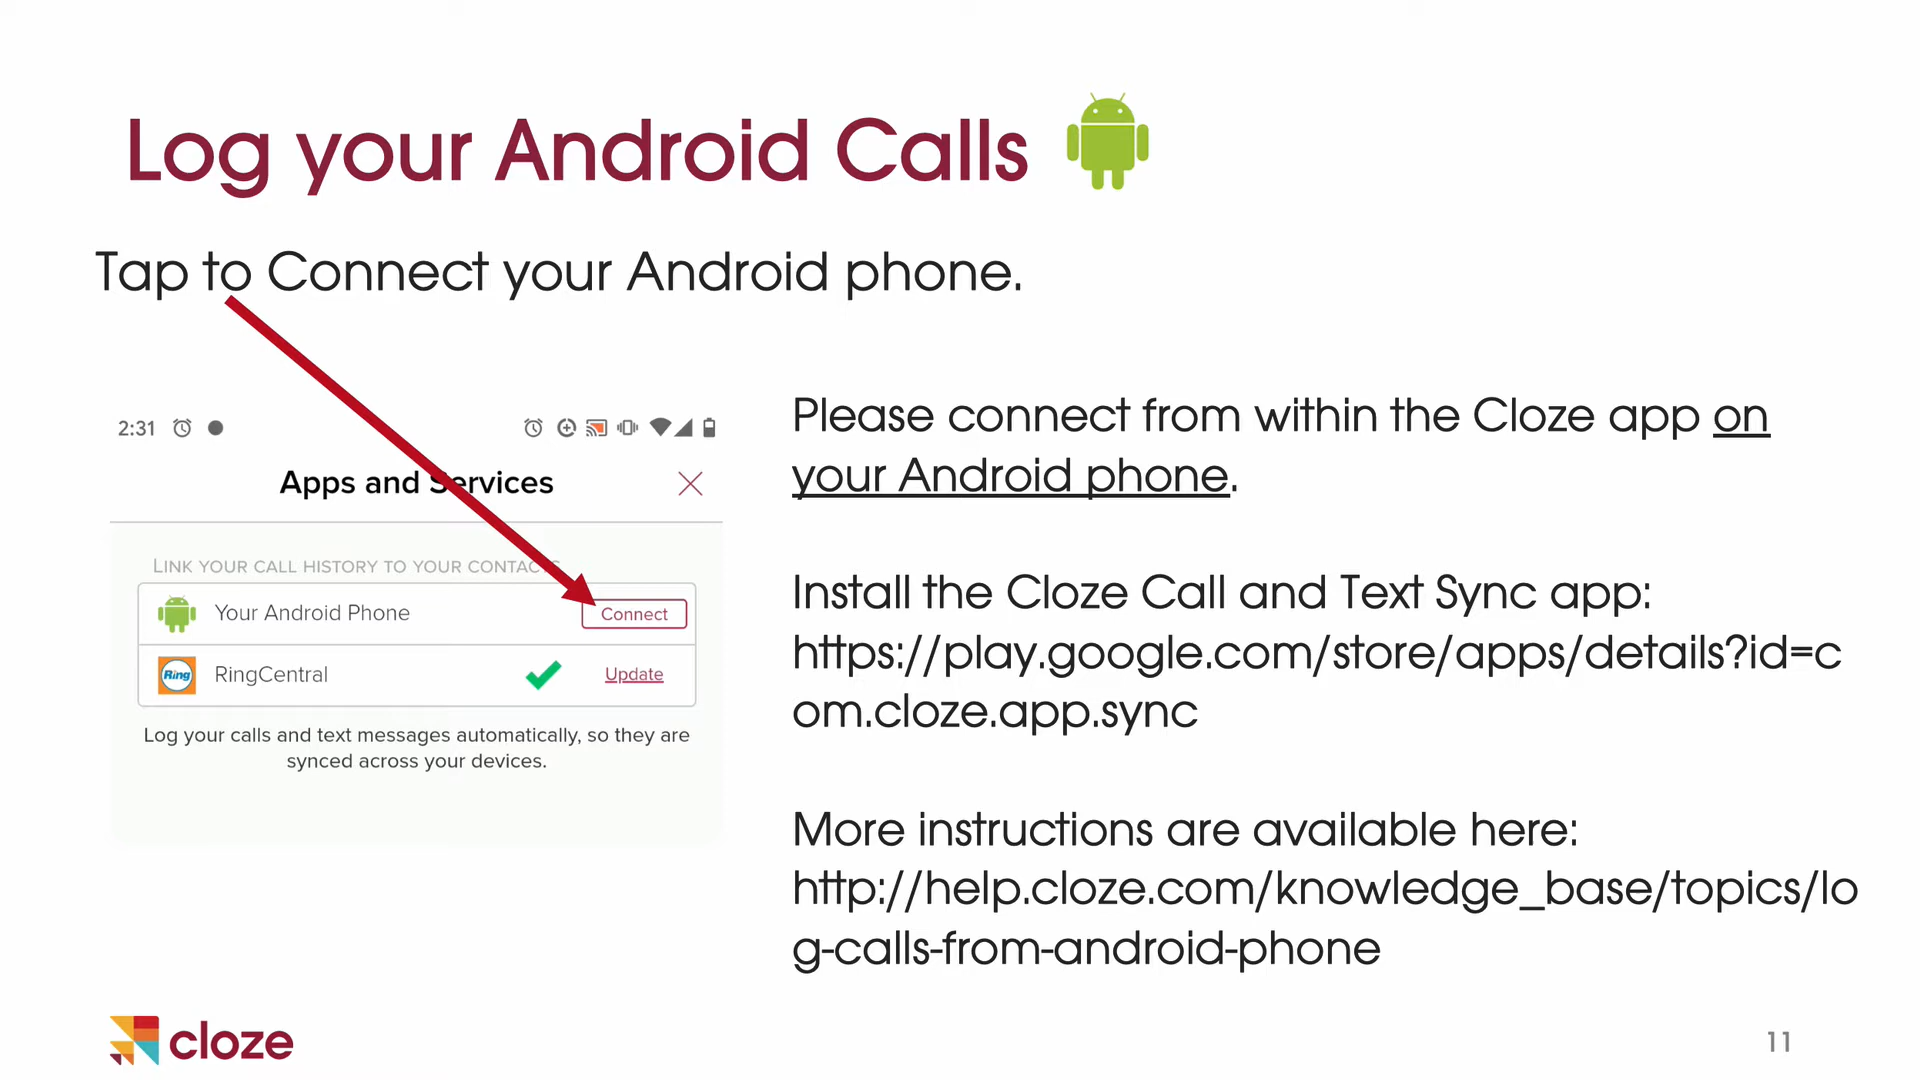 Log your Android Calls
Tap to Connect your Android phone.
2:31
Apps and Services
LINK YOUR CALL HISTORY TO YOUR CONTACTS
Your Android Phone
Connect
Ring
RingCentral
Update
Log your calls and text messages automatically, so they are
synced across your devices.
Please connect from within the Cloze app on
your Android phone.
Install the Cloze Call and Text Sync app:
https://play.google.com/store/apps/details?id=c
om.cloze.app.sync
More instructions are available here:
http://help.cloze.com/knowledge_base/topics/lo
g-calls-from-android-phone
cloze
11